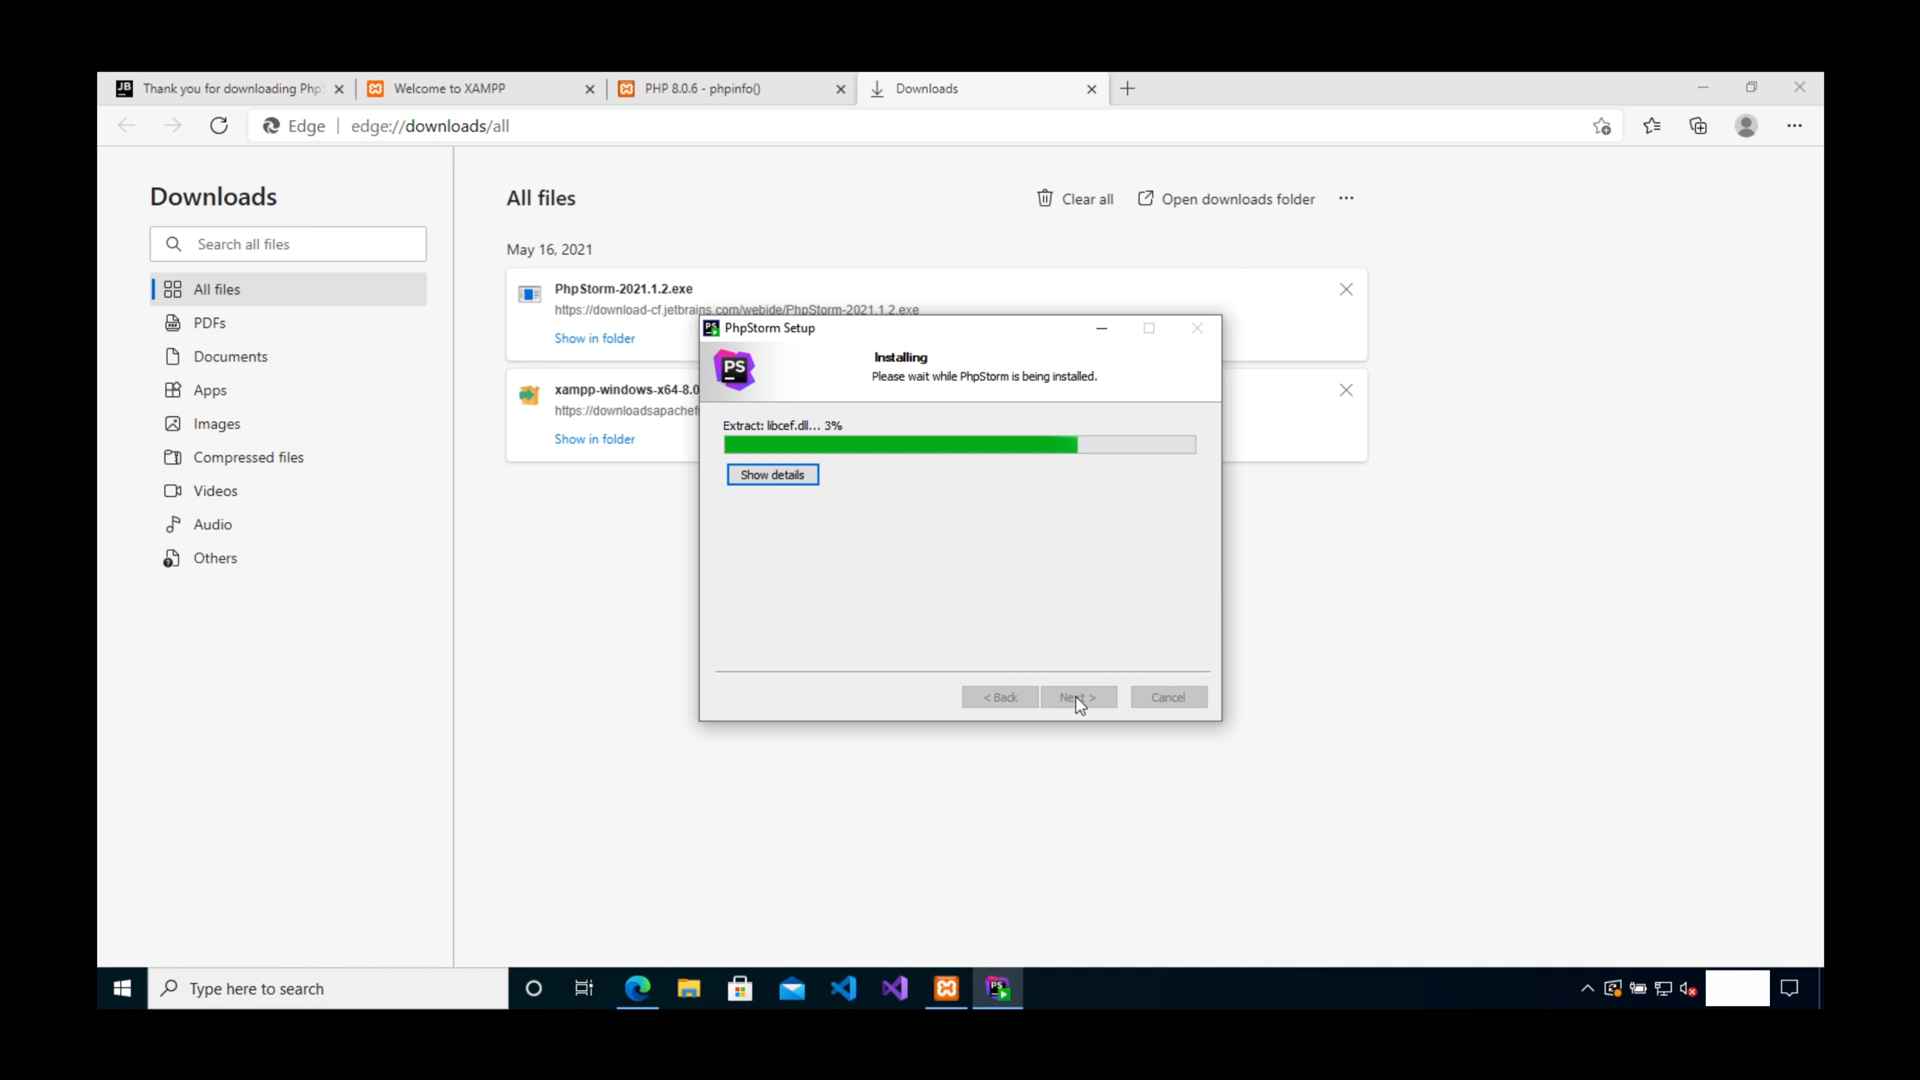 Thank you for downloading Php
Welcome to XAMPP
PHP 8.0.6 - phpinfo()
Downloads
Edge
edge://downloads/all
Downloads
Search all files
All files
PDFs
Documents
Apps
Images
Compressed files
Videos
Audio
Others
All files
Clear all
Open downloads folder
May 16, 2021
PhpStorm-2021.1.2.exe
https://download-cf.jetbrains.com/webide/PhpStorm-2021.1.2.exe
Show in folder
xampp-windows-x64-8.0
https://downloadsapachef
Show in folder
PhpStorm Setup
PS
Installing
Please wait while PhpStorm is being installed.
Extract: libcef.dll... 3%
Show details
< Back
Next >
Cancel
Type here to search